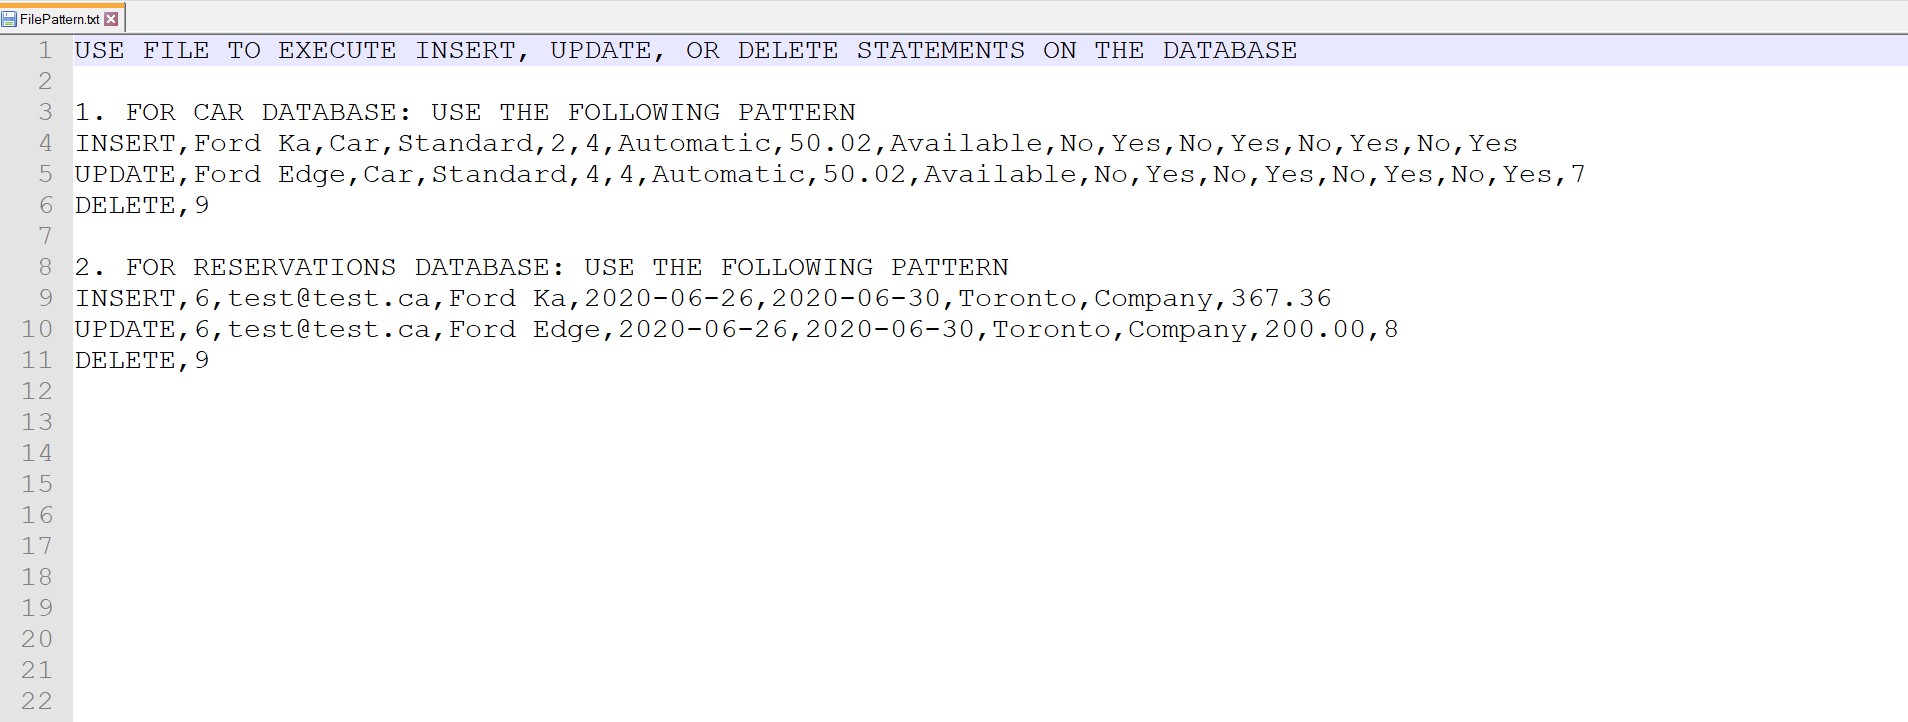 FilePattern.txt
1 USE FILE TO EXECUTE INSERT, UPDATE, OR DELETE STATEMENTS ON THE DATABASE
2
3 1. FOR CAR DATABASE: USE THE FOLLOWING PATTERN
4 INSERT,Ford Ka,Car,Standard,2,4,Automatic,50.02,Available,No,Yes,No,Yes,No,Yes,No,Yes
5 UPDATE,Ford Edge,Car,Standard,4,4,Automatic,50.02,Available,No,Yes,No,Yes,No,Yes,No,Yes,7
6 DELETE,9
7
8 2. FOR RESERVATIONS DATABASE: USE THE FOLLOWING PATTERN
9 INSERT,6,test@test.ca,Ford Ka,2020-06-26,2020-06-30,Toronto,Company,367.36
10 UPDATE,6,test@test.ca,Ford Edge,2020-06-26,2020-06-30,Toronto,Company,200.00,8
11 DELETE,9
12
13
14
15
16
17
18
19
20
21
22